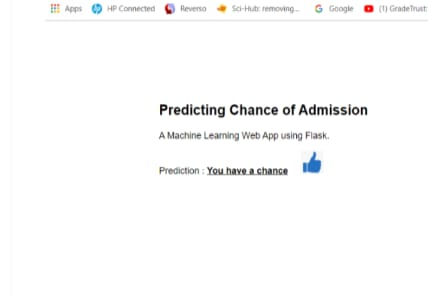 Apps HP Connected Reverso Sci-Hub: removing... Google (1) GradeTrust:
Predicting Chance of Admission
A Machine Learning Web App using Flask.
Prediction : You have a chance